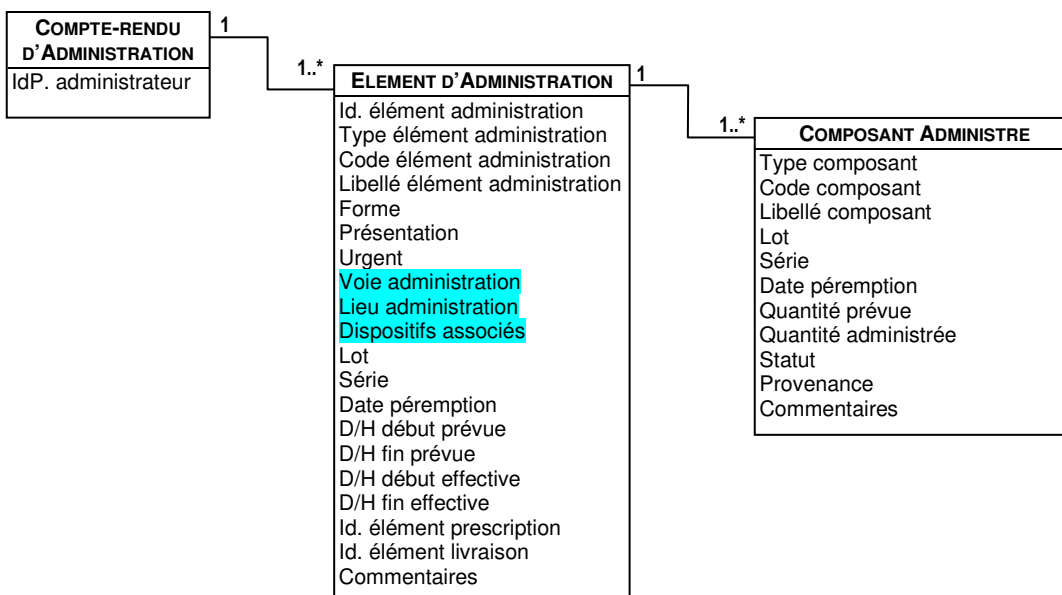 COMPTE-RENDU
D'ADMINISTRATION
IdP. administrateur
1
1..*
ELEMENT D'ADMINISTRATION
Id. élément administration
Type élément administration
Code élément administration
Libellé élément administration
Forme
Présentation
Urgent
Voie administration
Lieu administration
Dispositifs associés
Lot
Série
Date péremption
D/H début prévue
D/H fin prévue
D/H début effective
D/H fin effective
Id. élément prescription
Id. élément livraison
Commentaires
1
1..*
COMPOSANT ADMINISTRE
Type composant
Code composant
Libellé composant
Lot
Série
Date péremption
Quantité prévue
Quantité administrée
Statut
Provenance
Commentaires